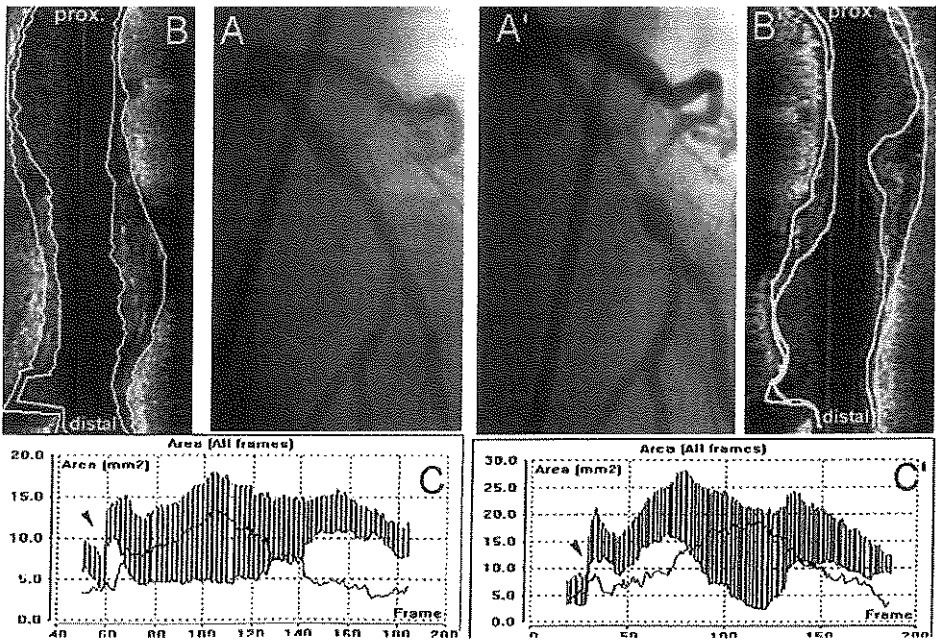 prox.
B
A
A'
prox.
B'
distal
distal
Area (All frames)
20.0
Area (mm2)
C
15.0
10.0
5.0
0.0
40
60
80
100
120
140
160
180
200
Frame
Area (All frames)
30.0
Area (mm2)
C'
25.0
20.0
15.0
10.0
5.0
0.0
0
50
100
150
200
Frame